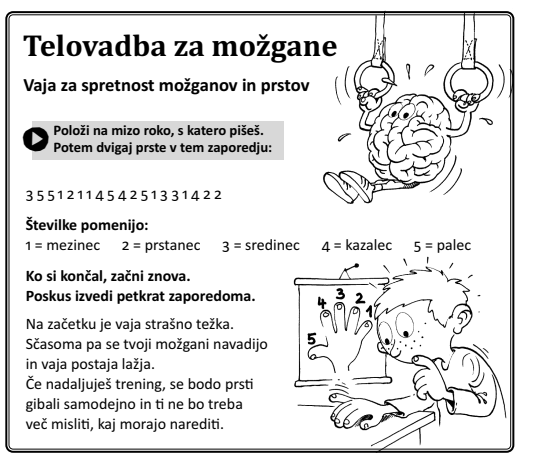 Telovadba za možgane
Vaja za spretnost možganov in prstov
Položi na mizo roko, s katero pišeš.
Potem dvigaj prste v tem zaporedju:
3 5 5 1 2 1 1 4 5 4 2 5 1 3 3 1 4 2 2
Številke pomenijo:
1 = mezinec 2 = prstanec 3 = sredinec 4 = kazalec 5 = palec
Ko si končal, začni znova.
Poskus izvedi petkrat zaporedoma.
Na začetku je vaja strašno težka.
Sčasoma pa se tvoji možgani navadijo
in vaja postaja lažja.
Če nadaljuješ trening, se bodo prsti
gibali samodejno in ti ne bo treba
več misliti, kaj morajo narediti.
4 3 2 1
5